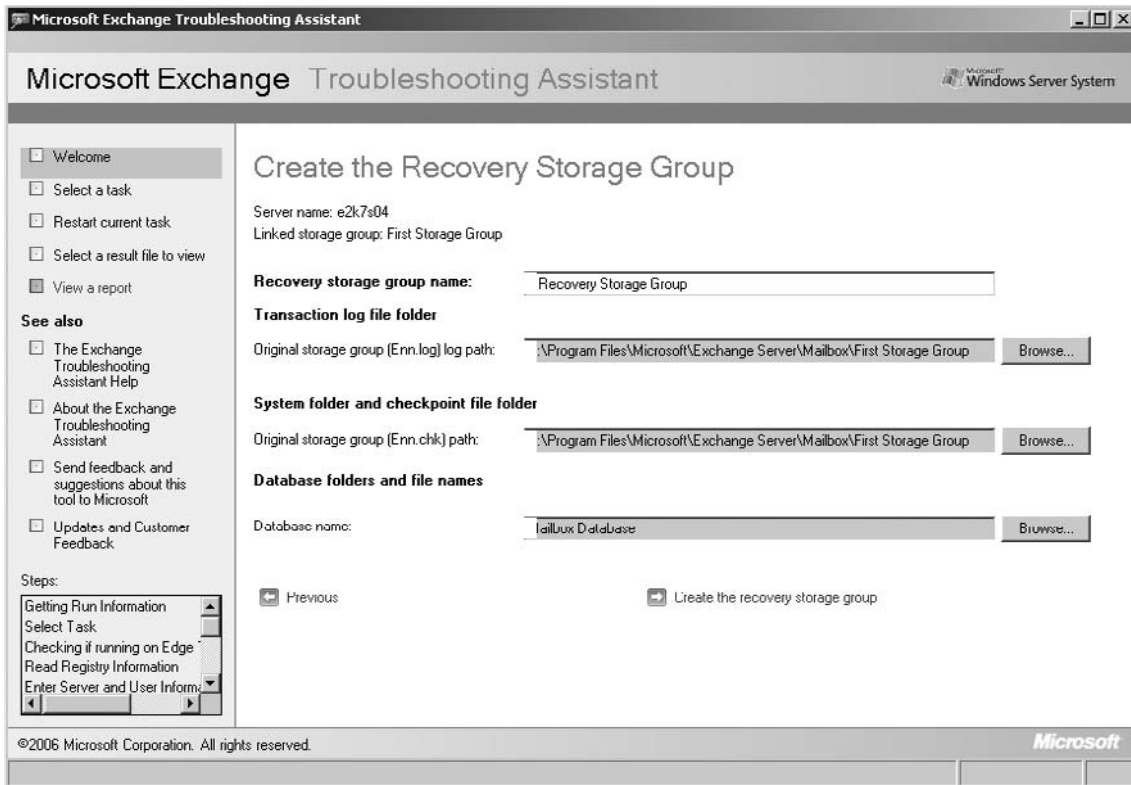 Microsoft Exchange Troubleshooting Assistant
Microsoft Exchange Troubleshooting Assistant
Microsoft
Windows Server System
Welcome
Select a task
Restart current task
Select a result file to view
View a report
See also
The Exchange
Troubleshooting
Assistant Help
About the Exchange
Troubleshooting
Assistant
Send feedback and
suggestions about this
tool to Microsoft
Updates and Customer
Feedback
Steps:
Getting Run Information
Select Task
Checking if running on Edge
Read Registry Information
Enter Server and User Informa
Create the Recovery Storage Group
Server name: e2k7s04
Linked storage group: First Storage Group
Recovery storage group name: Recovery Storage Group
Transaction log file folder
Original storage group (Enn.log) log path: :\Program Files\Microsoft\Exchange Server\Mailbox\First Storage Group Browse...
System folder and checkpoint file folder
Original storage group (Enn.chk) path: :\Program Files\Microsoft\Exchange Server\Mailbox\First Storage Group Browse...
Database folders and file names
Database name: lailbox Database Browse...
Previous
Create the recovery storage group
©2006 Microsoft Corporation. All rights reserved.
Microsoft